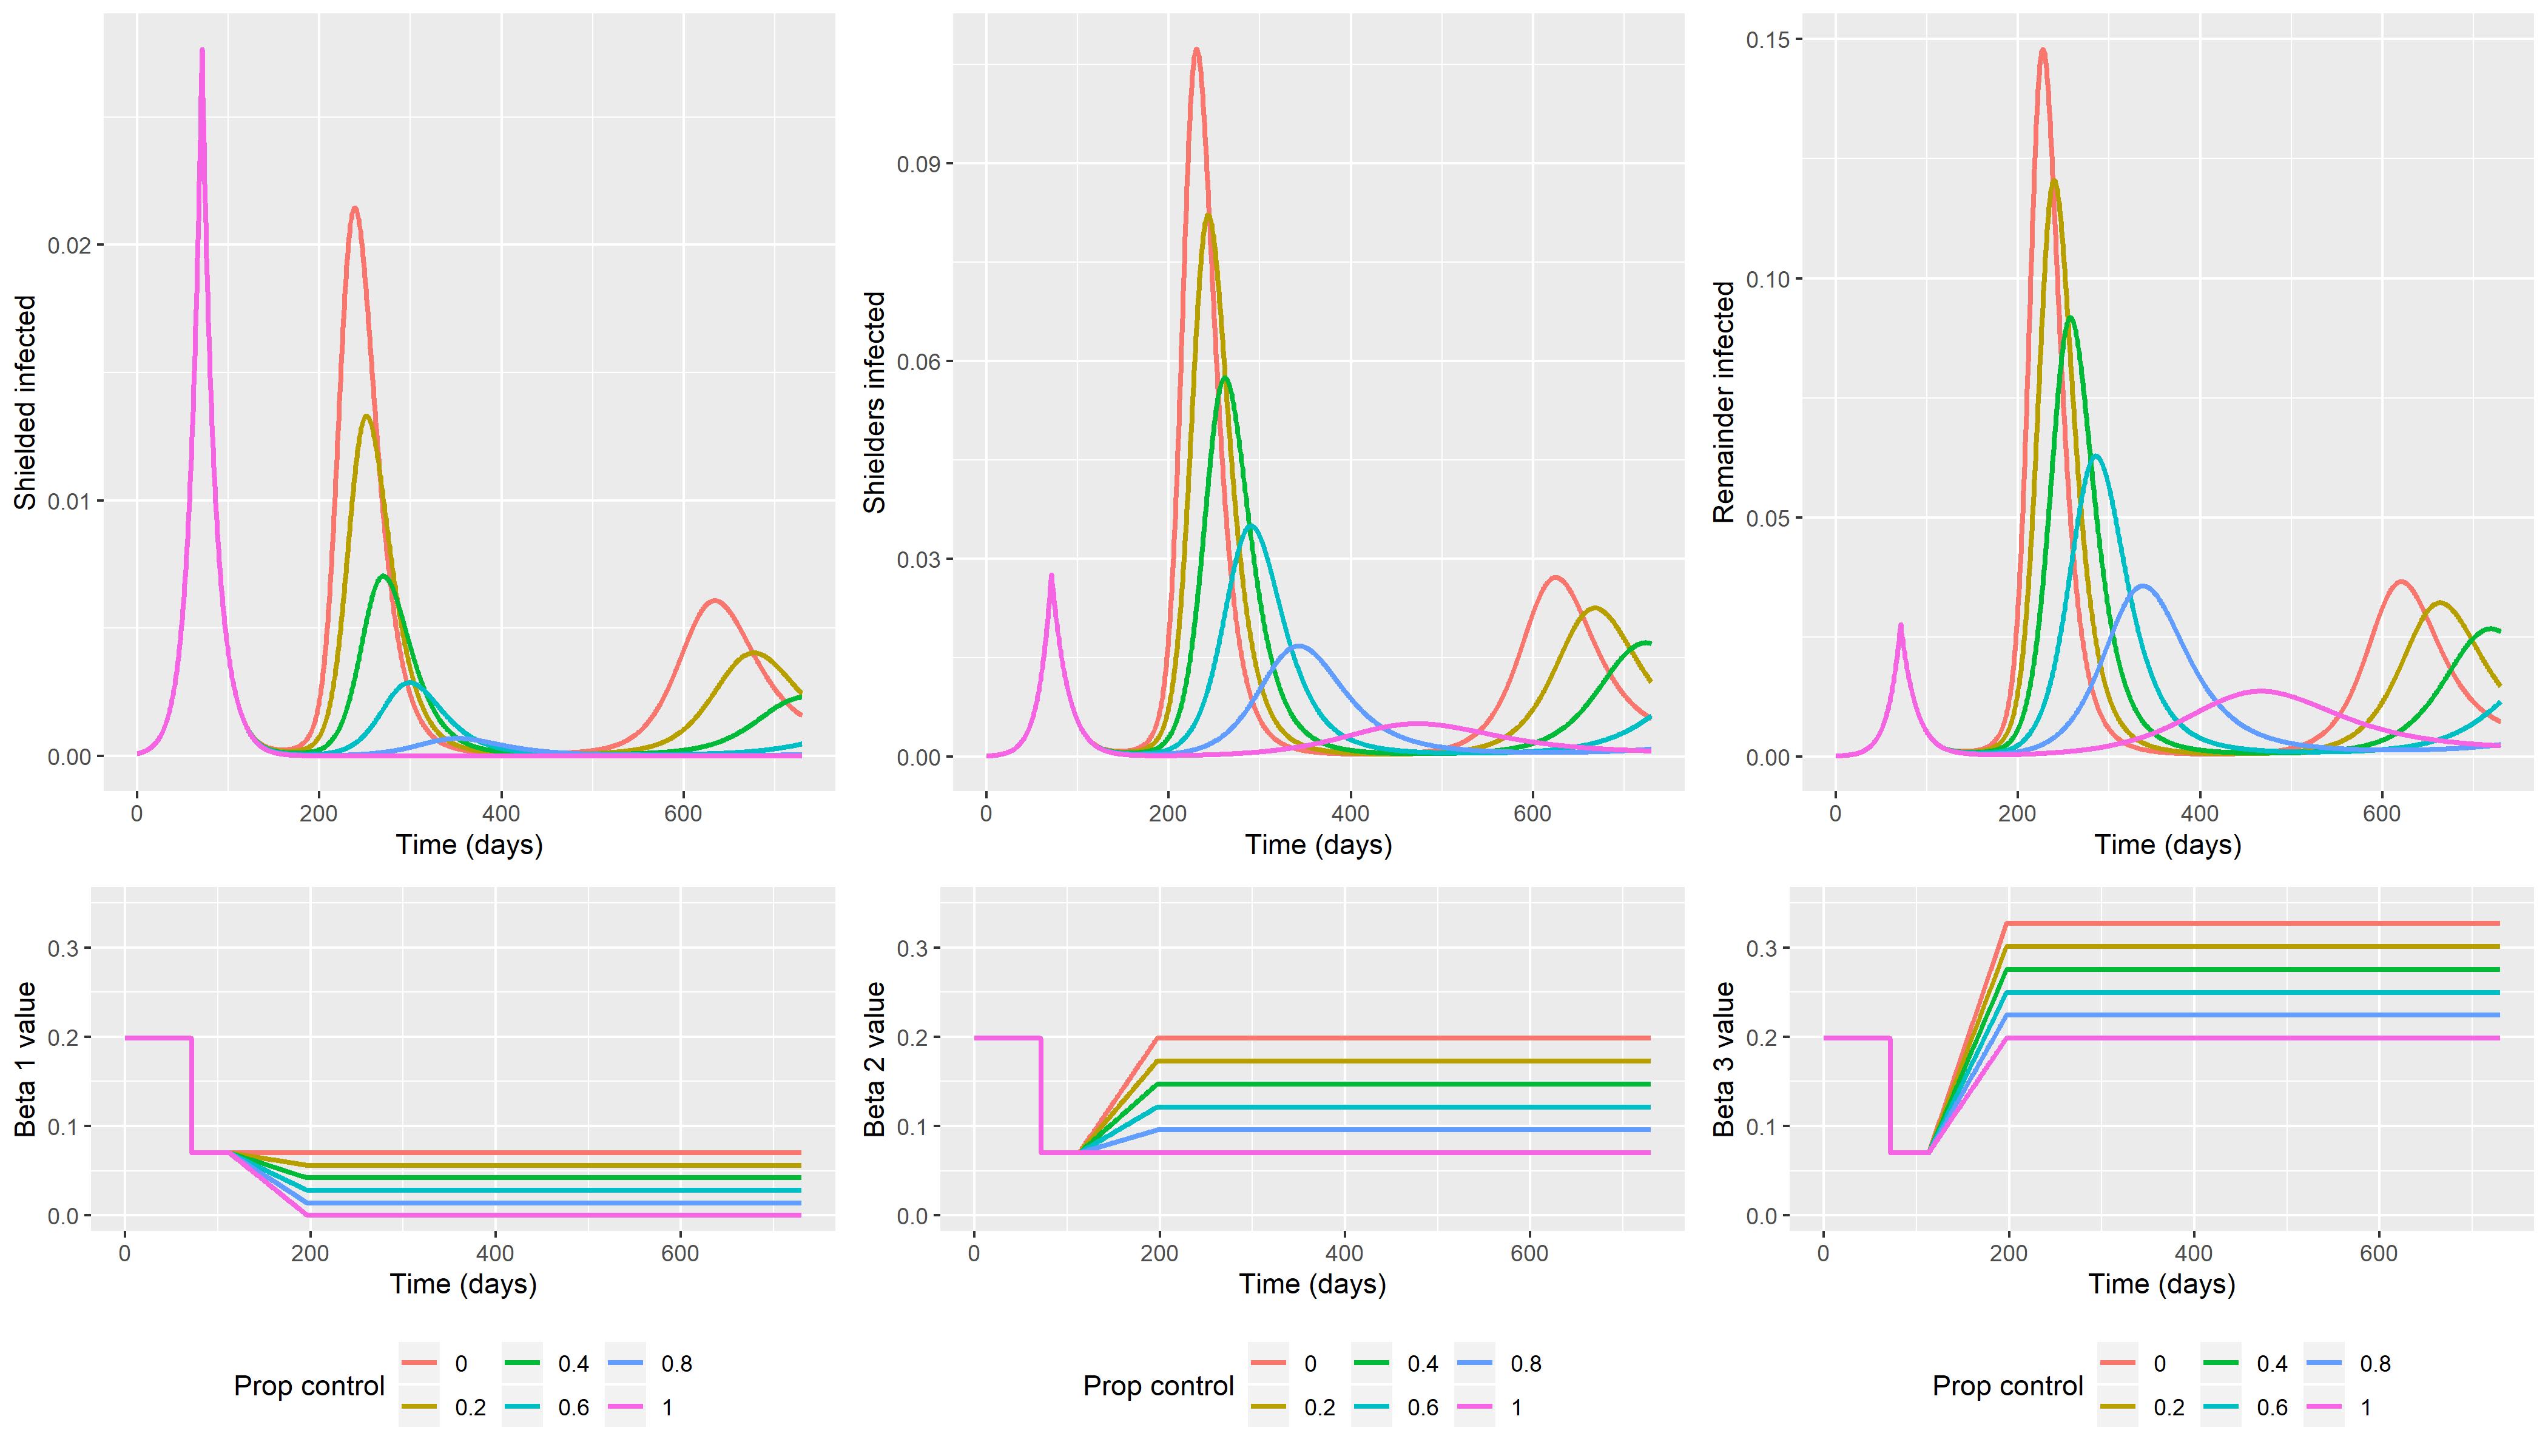 Shielded infected
0.02
0.01
0.00
0 200 400 600
Time (days)
Shielders infected
0.09
0.06
0.03
0.00
0 200 400 600
Time (days)
Remainder infected
0.15
0.10
0.05
0.00
0 200 400 600
Time (days)
Beta 1 value
0.3
0.2
0.1
0.0
0 200 400 600
Time (days)
Beta 2 value
0.3
0.2
0.1
0.0
0 200 400 600
Time (days)
Beta 3 value
0.3
0.2
0.1
0.0
0 200 400 600
Time (days)
Prop control
0 0.4 0.8
0.2 0.6 1
Prop control
0 0.4 0.8
0.2 0.6 1
Prop control
0 0.4 0.8
0.2 0.6 1